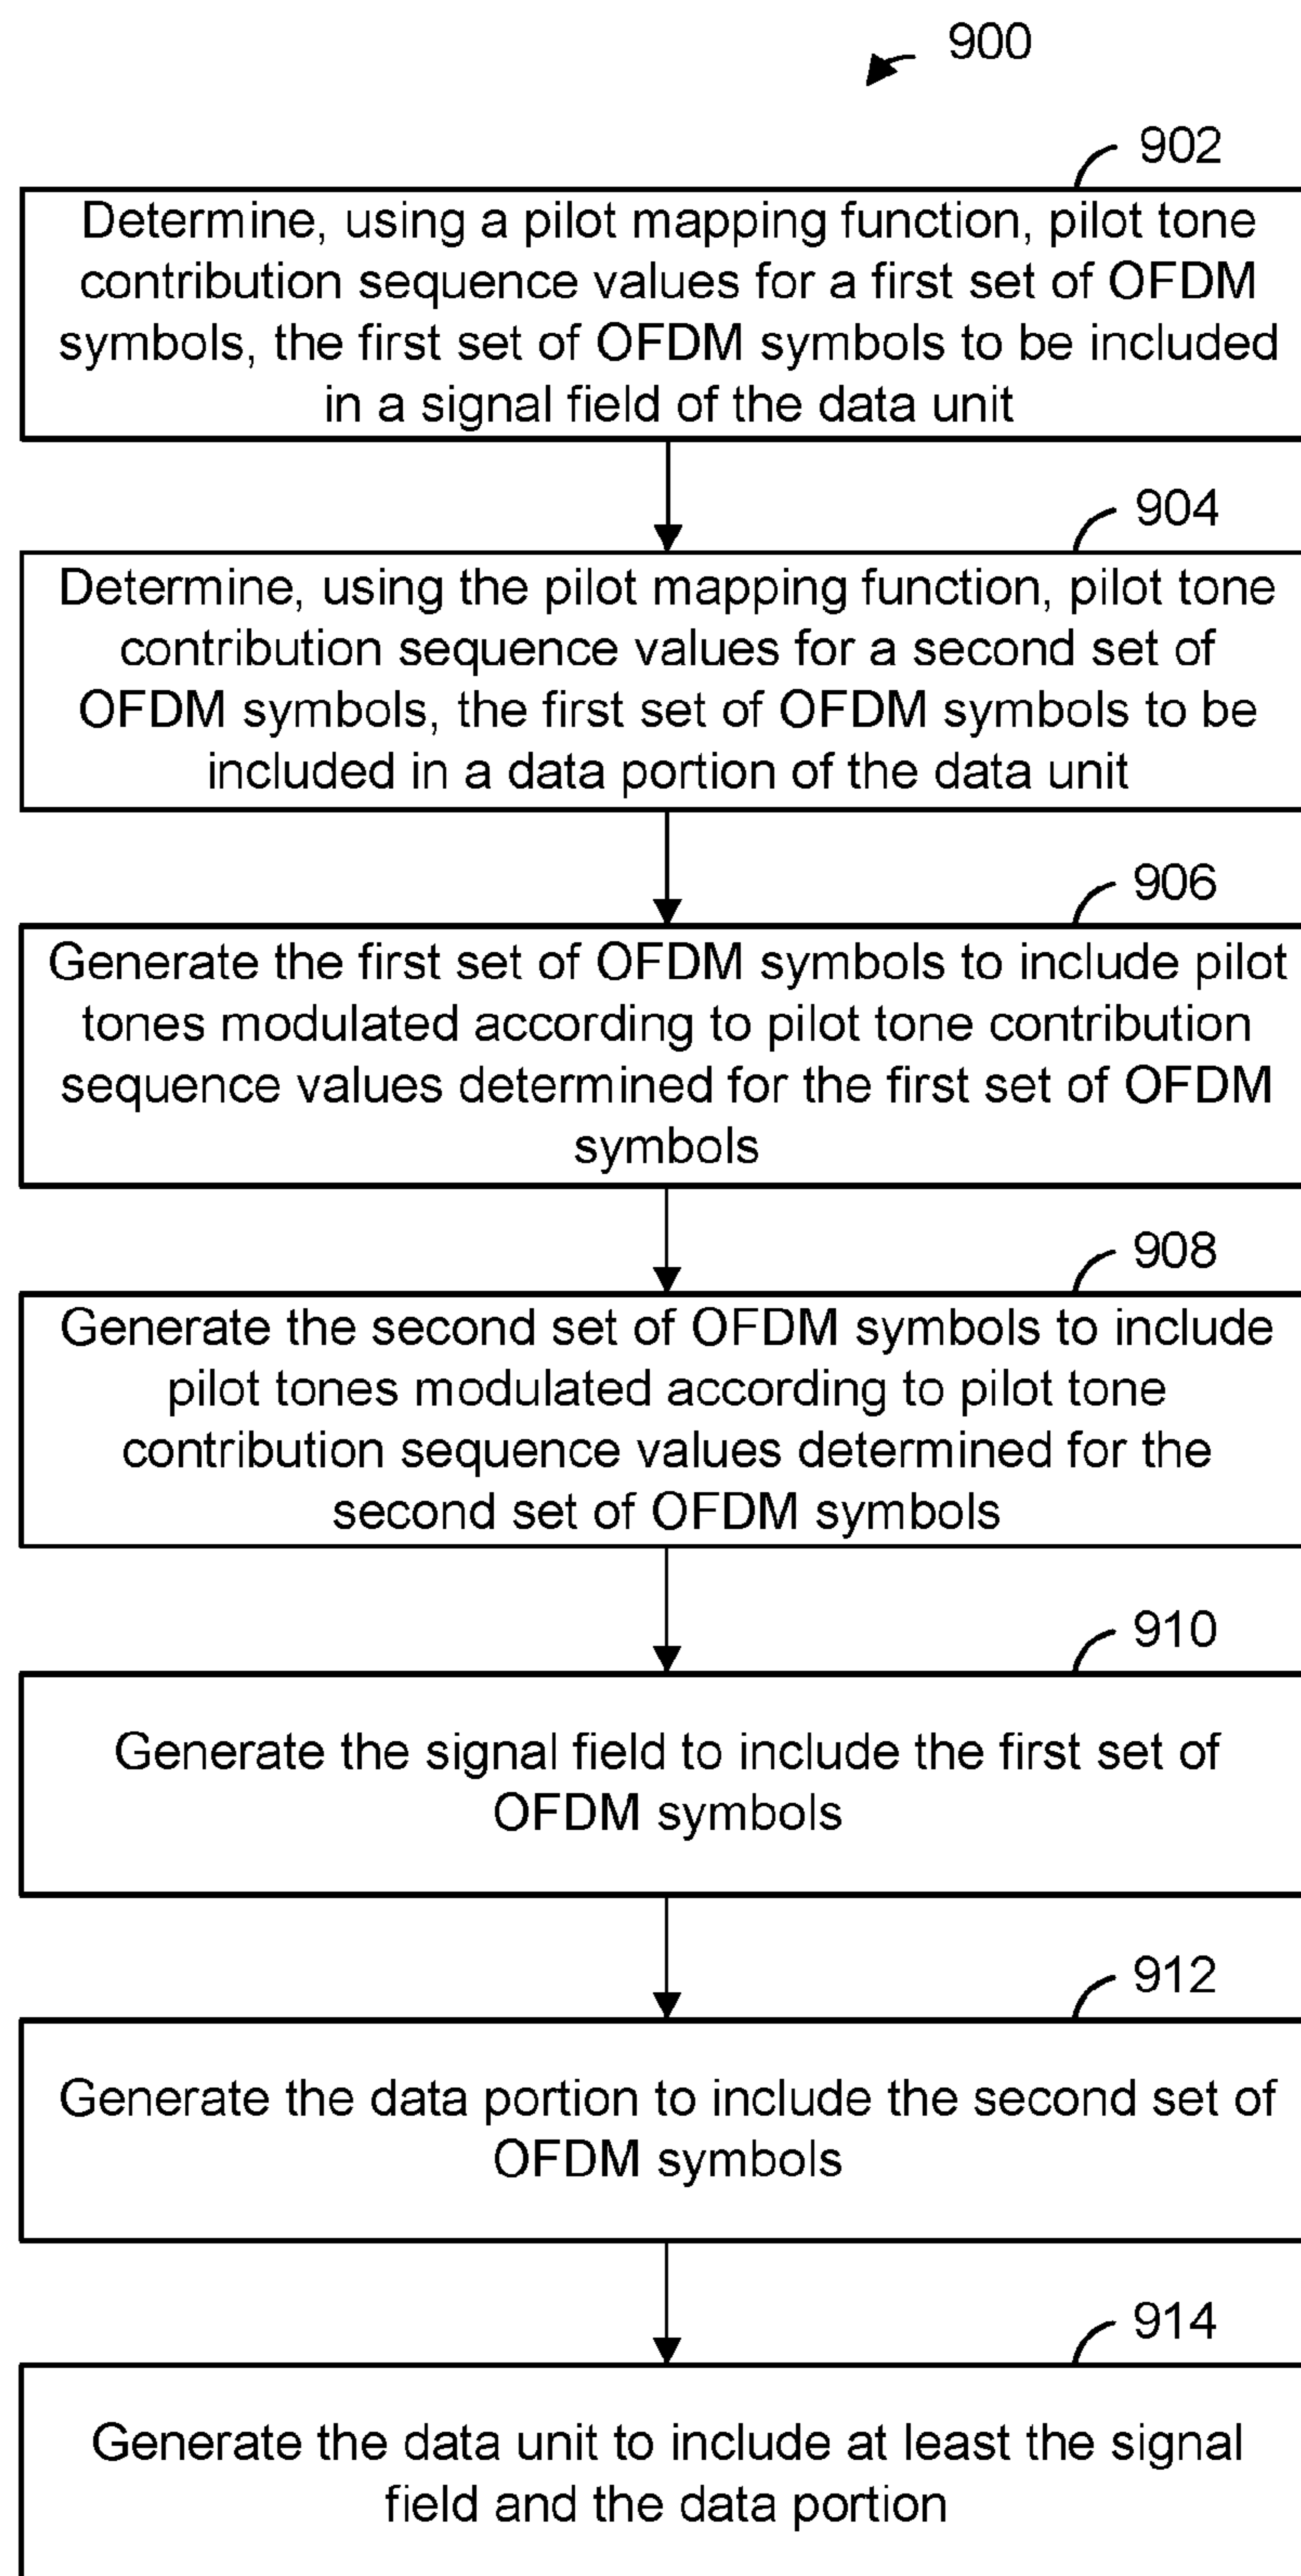 900
902
Determine, using a pilot mapping function, pilot tone
contribution sequence values for a first set of OFDM
symbols, the first set of OFDM symbols to be included
in a signal field of the data unit
904
Determine, using the pilot mapping function, pilot tone
contribution sequence values for a second set of
OFDM symbols, the first set of OFDM symbols to be
included in a data portion of the data unit
906
Generate the first set of OFDM symbols to include pilot
tones modulated according to pilot tone contribution
sequence values determined for the first set of OFDM
symbols
908
Generate the second set of OFDM symbols to include
pilot tones modulated according to pilot tone
contribution sequence values determined for the
second set of OFDM symbols
910
Generate the signal field to include the first set of
OFDM symbols
912
Generate the data portion to include the second set of
OFDM symbols
914
Generate the data unit to include at least the signal
field and the data portion